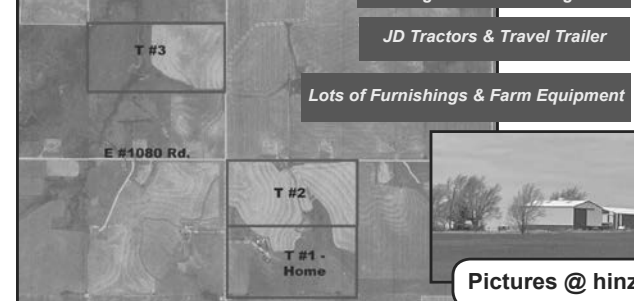 JD Tractors & Travel Trailer
Lots of Furnishings & Farm Equipment
T #3
E #1080 Rd.
T #2
T #1 -
Home
Pictures @ hinz